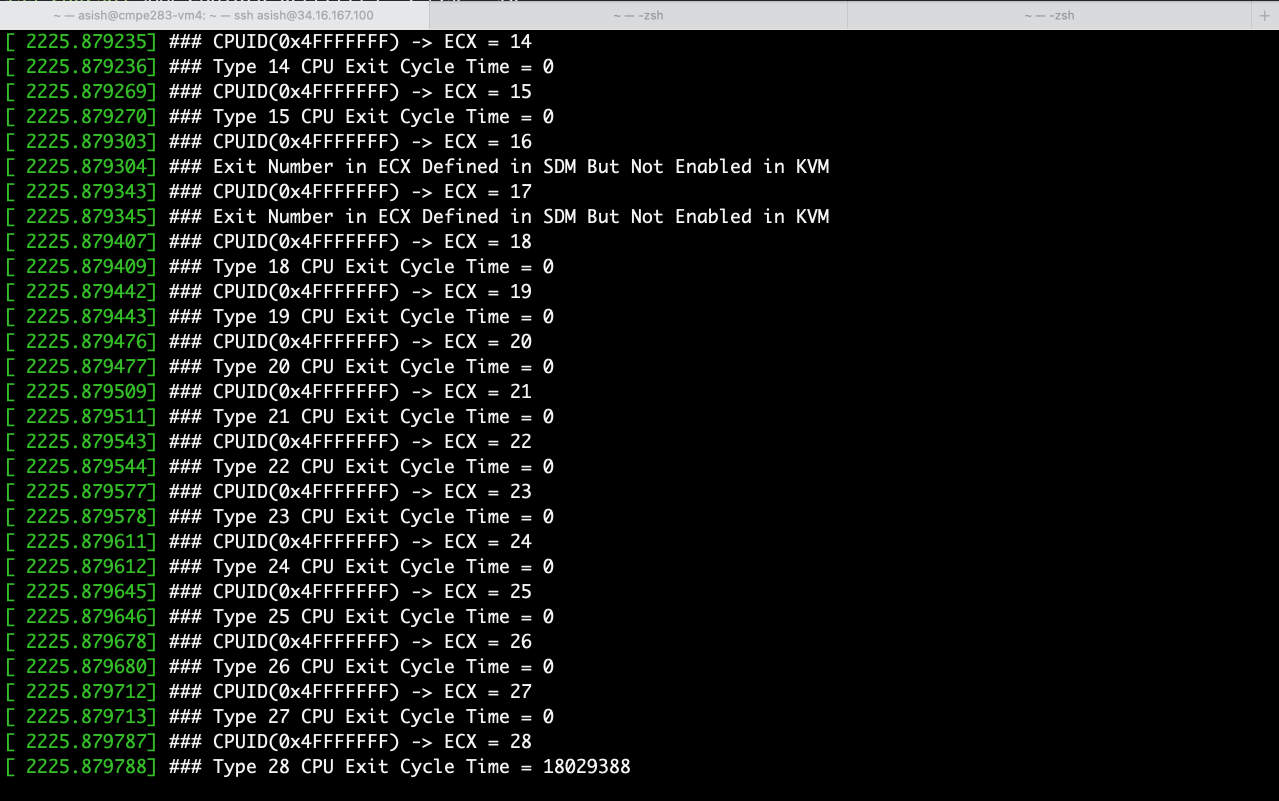 ~ — asish@cmpe283-vm4: ~ — ssh asish@34.16.167.100
~ — -zsh
~ — -zsh
+
[ 2225.879235] ### CPUID(0x4FFFFFFF) -> ECX = 14
[ 2225.879236] ### Type 14 CPU Exit Cycle Time = 0
[ 2225.879269] ### CPUID(0x4FFFFFFF) -> ECX = 15
[ 2225.879270] ### Type 15 CPU Exit Cycle Time = 0
[ 2225.879303] ### CPUID(0x4FFFFFFF) -> ECX = 16
[ 2225.879304] ### Exit Number in ECX Defined in SDM But Not Enabled in KVM
[ 2225.879343] ### CPUID(0x4FFFFFFF) -> ECX = 17
[ 2225.879345] ### Exit Number in ECX Defined in SDM But Not Enabled in KVM
[ 2225.879407] ### CPUID(0x4FFFFFFF) -> ECX = 18
[ 2225.879409] ### Type 18 CPU Exit Cycle Time = 0
[ 2225.879442] ### CPUID(0x4FFFFFFF) -> ECX = 19
[ 2225.879443] ### Type 19 CPU Exit Cycle Time = 0
[ 2225.879476] ### CPUID(0x4FFFFFFF) -> ECX = 20
[ 2225.879477] ### Type 20 CPU Exit Cycle Time = 0
[ 2225.879509] ### CPUID(0x4FFFFFFF) -> ECX = 21
[ 2225.879511] ### Type 21 CPU Exit Cycle Time = 0
[ 2225.879543] ### CPUID(0x4FFFFFFF) -> ECX = 22
[ 2225.879544] ### Type 22 CPU Exit Cycle Time = 0
[ 2225.879577] ### CPUID(0x4FFFFFFF) -> ECX = 23
[ 2225.879578] ### Type 23 CPU Exit Cycle Time = 0
[ 2225.879611] ### CPUID(0x4FFFFFFF) -> ECX = 24
[ 2225.879612] ### Type 24 CPU Exit Cycle Time = 0
[ 2225.879645] ### CPUID(0x4FFFFFFF) -> ECX = 25
[ 2225.879646] ### Type 25 CPU Exit Cycle Time = 0
[ 2225.879678] ### CPUID(0x4FFFFFFF) -> ECX = 26
[ 2225.879680] ### Type 26 CPU Exit Cycle Time = 0
[ 2225.879712] ### CPUID(0x4FFFFFFF) -> ECX = 27
[ 2225.879713] ### Type 27 CPU Exit Cycle Time = 0
[ 2225.879787] ### CPUID(0x4FFFFFFF) -> ECX = 28
[ 2225.879788] ### Type 28 CPU Exit Cycle Time = 18029388